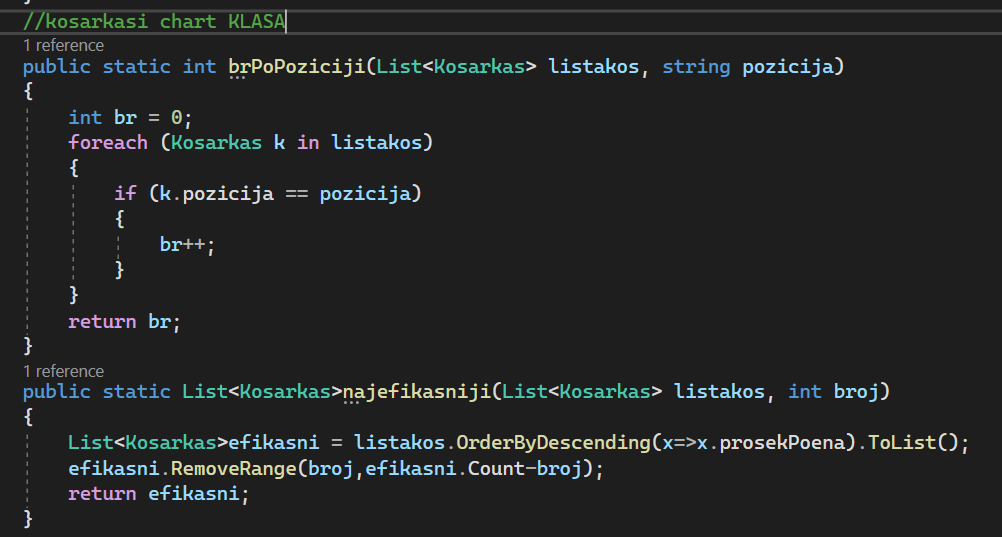 }
//kosarkasi chart KLASA
1 reference
public static int brPoPoziciji(List<Kosarkas> listakos, string pozicija)
{
int br = 0;
foreach (Kosarkas k in listakos)
{
if (k.pozicija == pozicija)
{
br++;
}
}
return br;
}
1 reference
public static List<Kosarkas>najefikasniji(List<Kosarkas> listakos, int broj)
{
List<Kosarkas>efikasni = listakos.OrderByDescending(x=>x.prosekPoena).ToList();
efikasni.RemoveRange(broj,efikasni.Count-broj);
return efikasni;
}